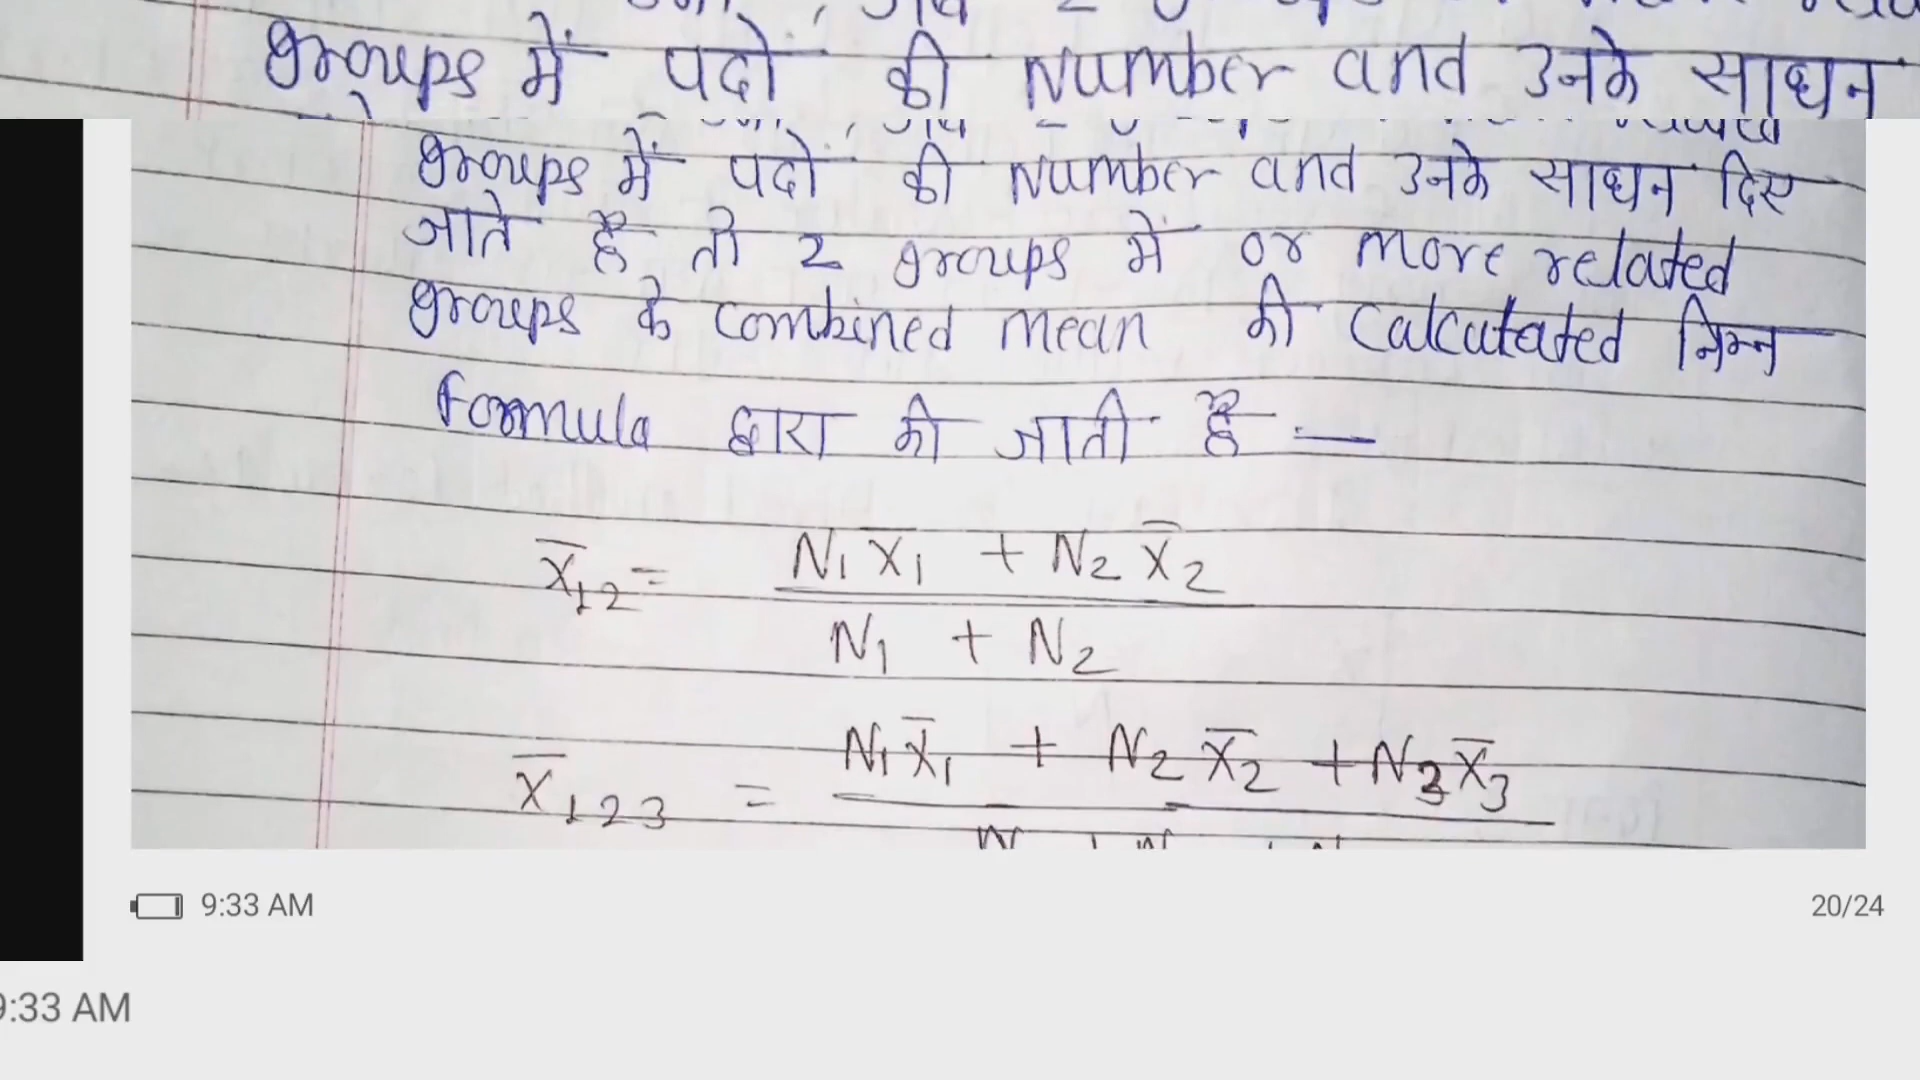 groups में पदों की Number and उनके साधन
groups में पदों की Number and उनके साधन दिए
जाते हैं तो 2 groups में or more related
groups के combined mean की Calcutated निम्न
Formula द्वारा की जाती हैं —
X̅₁₂ = N₁X̅₁ + N₂X̅₂
N₁ + N₂
X̅₁₂₃ = N₁X̅₁ + N₂X̅₂ + N₃X̅₃
9:33 AM
20/24
9:33 AM